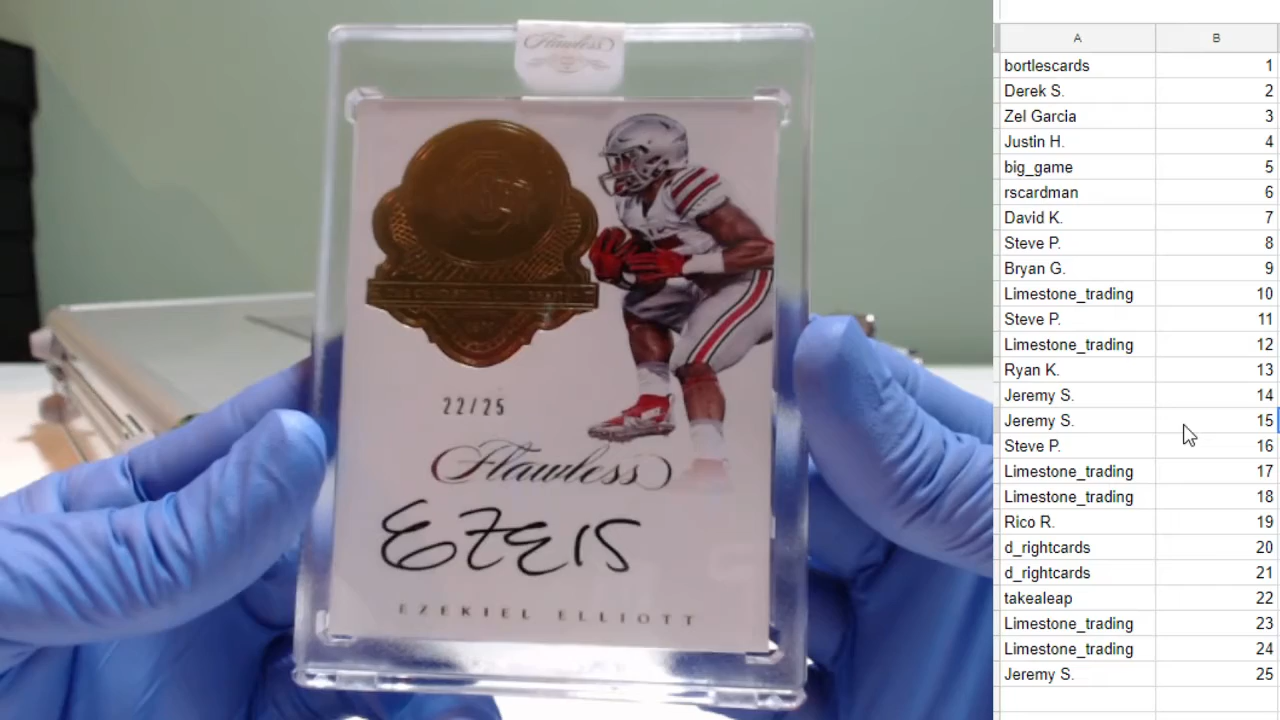 Flawless
22/25
Flawless
EZE15
EZEKIEL ELLIOTT
A B
bortlescards 1
Derek S. 2
Zel Garcia 3
Justin H. 4
big_game 5
rscardman 6
David K. 7
Steve P. 8
Bryan G. 9
Limestone_trading 10
Steve P. 11
Limestone_trading 12
Ryan K. 13
Jeremy S. 14
Jeremy S. 15
Steve P. 16
Limestone_trading 17
Limestone_trading 18
Rico R. 19
d_rightcards 20
d_rightcards 21
takealeap 22
Limestone_trading 23
Limestone_trading 24
Jeremy S. 25